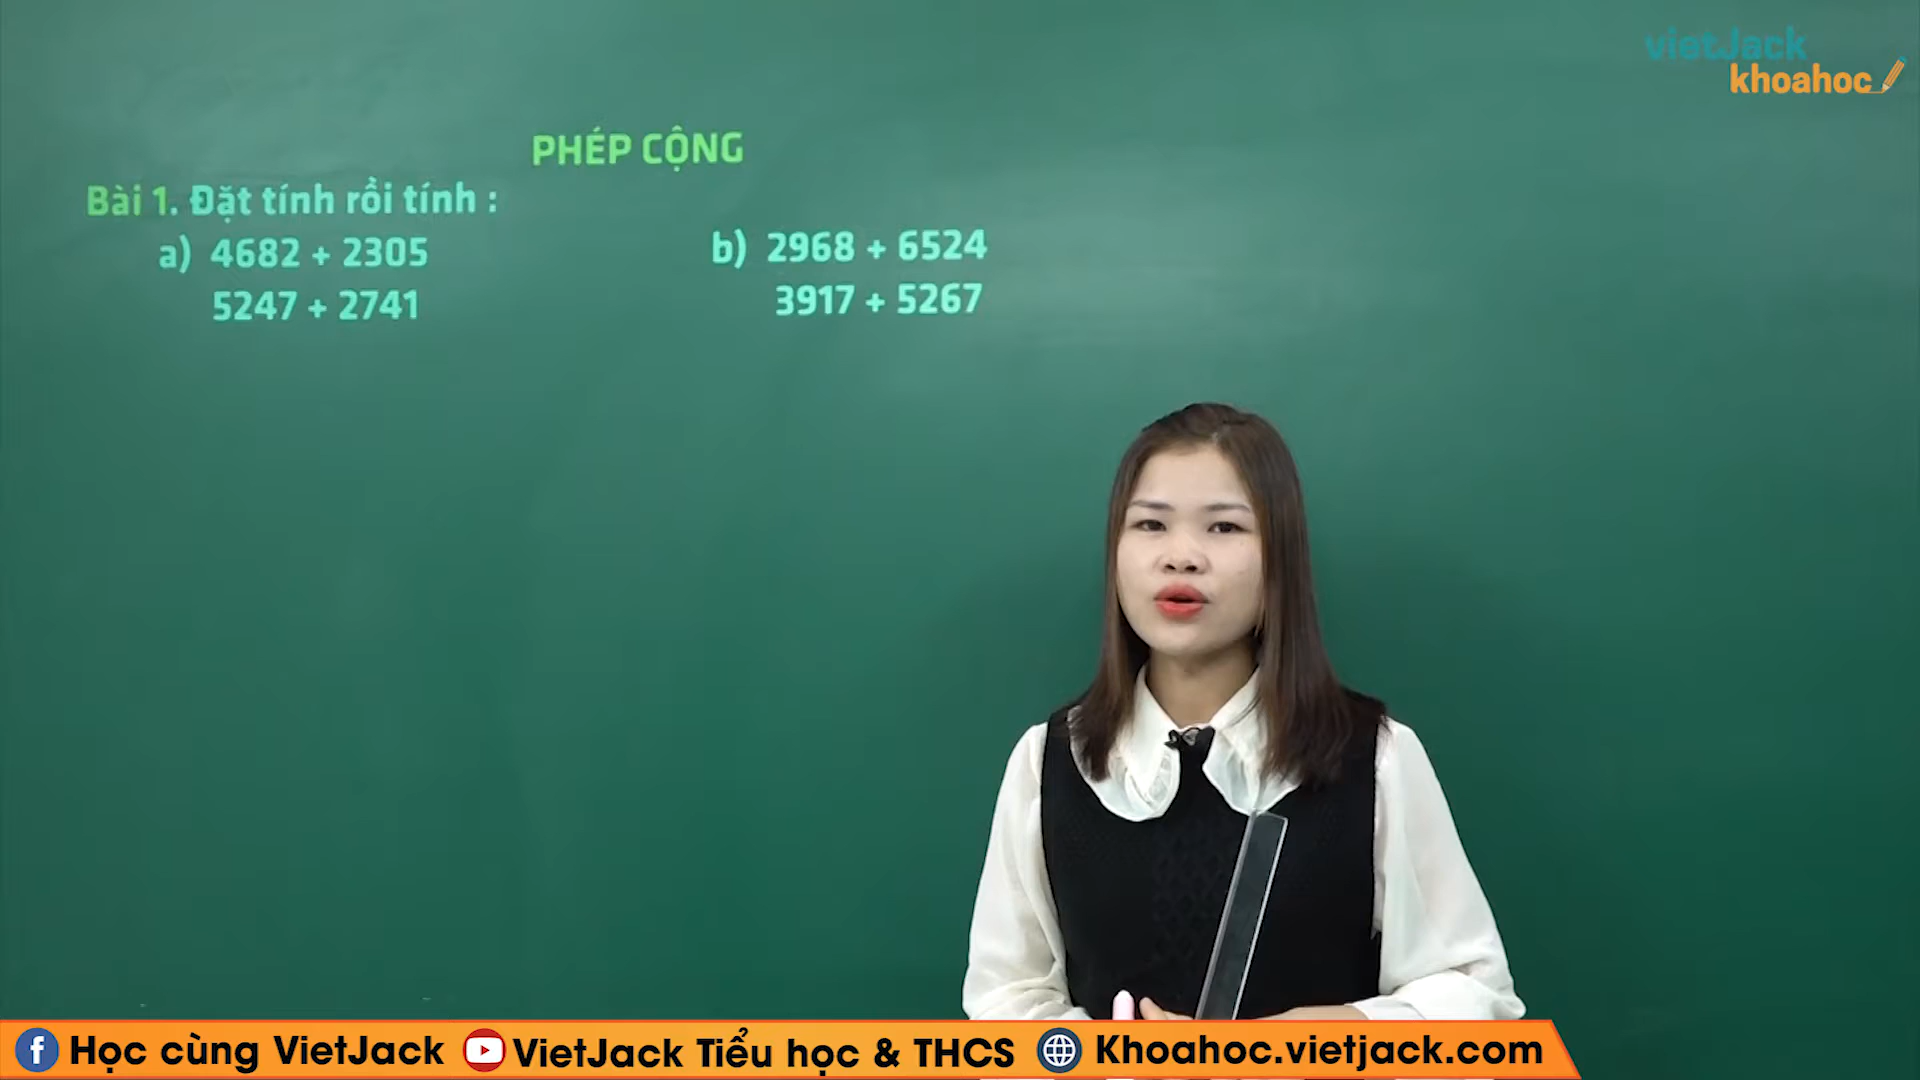 vietJack
khoahoc
PHÉP CỘNG
Bài 1. Đặt tính rồi tính :
a) 4682 + 2305
5247 + 2741
b) 2968 + 6524
3917 + 5267
Học cùng VietJack
VietJack Tiểu học & THCS
Khoahoc.vietjack.com